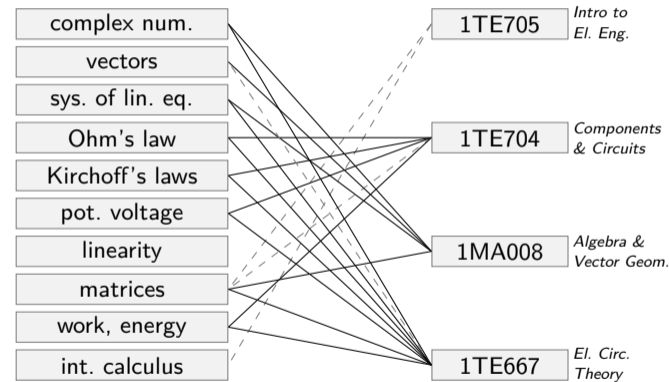 complex num.
vectors
sys. of lin. eq.
Ohm's law
Kirchoff's laws
pot. voltage
linearity
matrices
work, energy
int. calculus
1TE705
Intro to
El. Eng.
1TE704
Components
& Circuits
1MA008
Algebra &
Vector Geom.
1TE667
El. Circ.
Theory